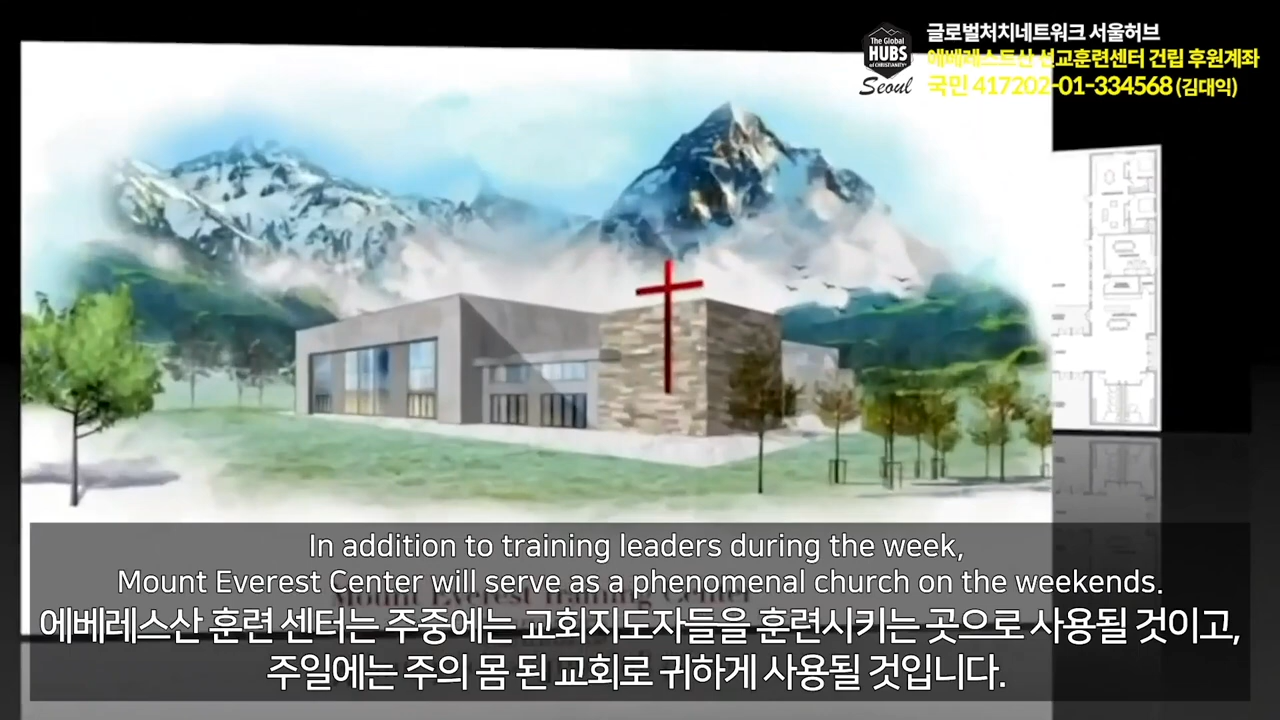 The Global
HUBS
of CHRISTIANITY
Seoul
글로벌처치네트워크 서울허브
에베레스트산 선교훈련센터 건립 후원계좌
국민 417202-01-334568 (김대익)
In addition to training leaders during the week,
Mount Everest Center will serve as a phenomenal church on the weekends.
Mount Everest Training Center
에베레스산 훈련 센터는 주중에는 교회지도자들을 훈련시키는 곳으로 사용될 것이고,
주일에는 주의 몸 된 교회로 귀하게 사용될 것입니다.